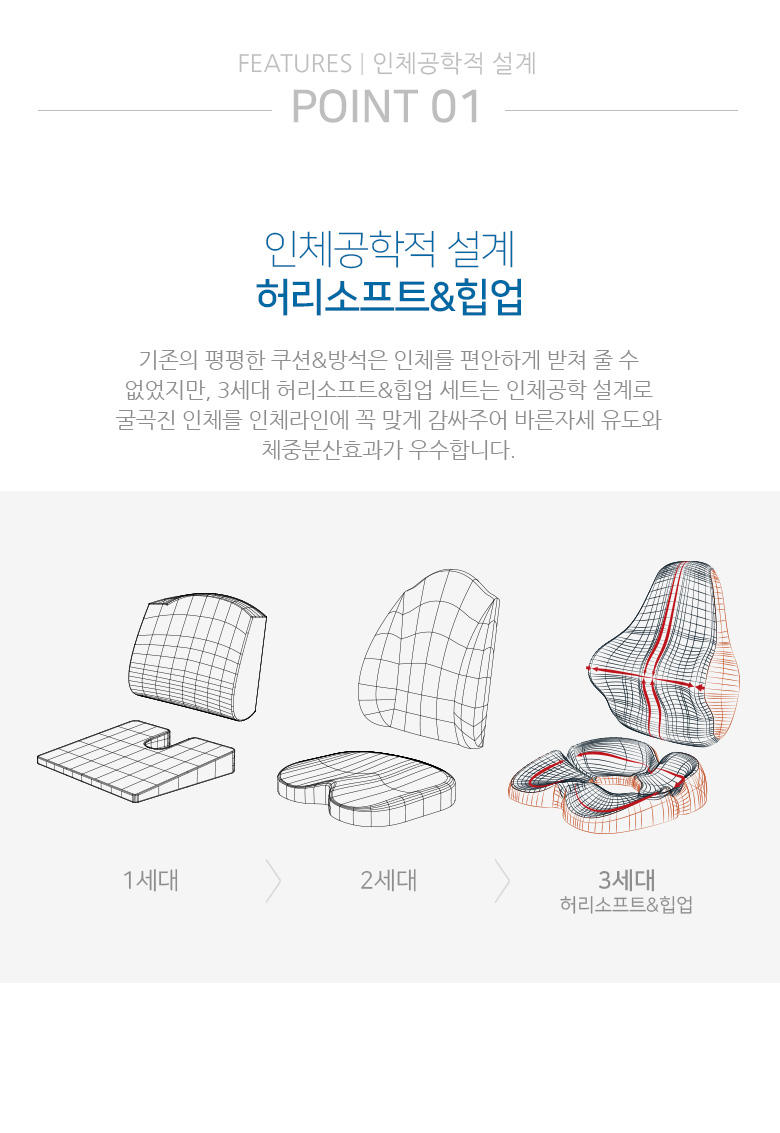 FEATURES | 인체공학적 설계
POINT 01
인체공학적 설계
허리소프트&힙업
기존의 평평한 쿠션&방석은 인체를 편안하게 받쳐 줄 수
없었지만, 3세대 허리소프트&힙업 세트는 인체공학 설계로
굴곡진 인체를 인체라인에 꼭 맞게 감싸주어 바른자세 유도와
체중분산효과가 우수합니다.
1세대
2세대
3세대
허리소프트&힙업